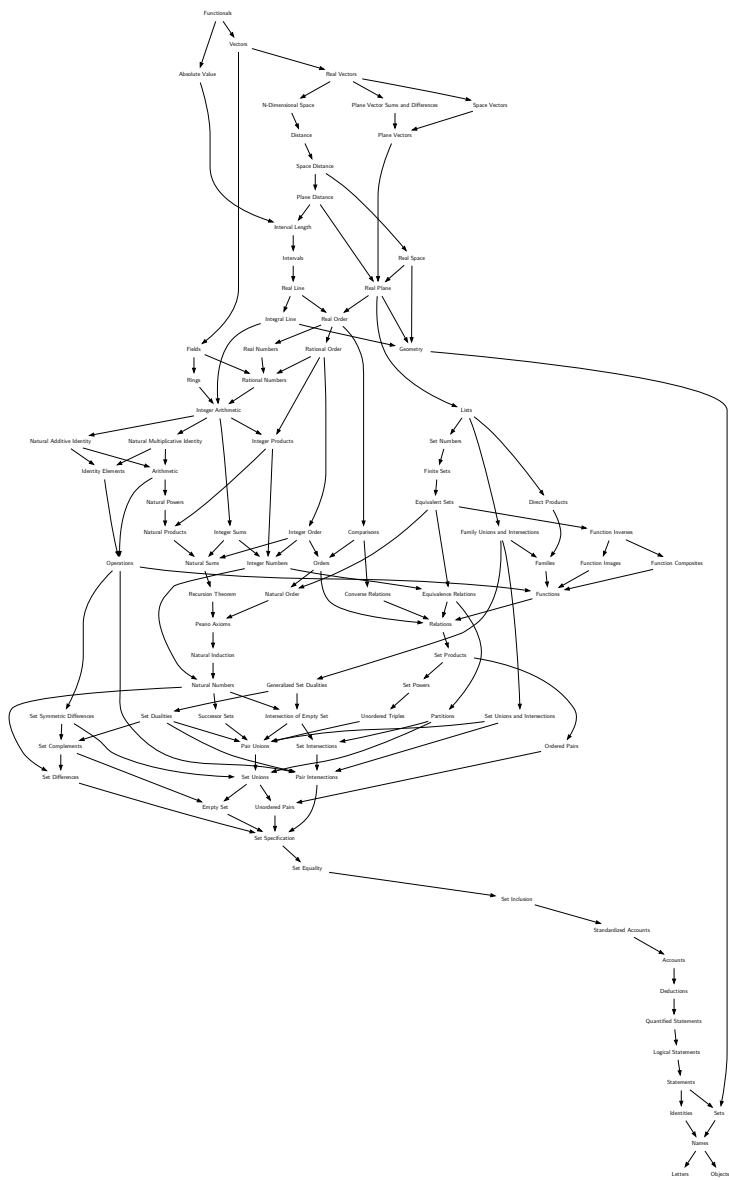 Functionals
Vectors
Absolute Value
Real Vectors
N-Dimensional Space
Plane Vector Sums and Differences
Space Vectors
Distance
Plane Vectors
Space Distance
Plane Distance
Interval Length
Intervals
Real Space
Real Line
Real Plane
Integral Line
Real Order
Fields
Real Numbers
Rational Order
Geometry
Rings
Rational Numbers
Integer Arithmetic
Lists
Natural Additive Identity
Natural Multiplicative Identity
Integer Products
Set Numbers
Identity Elements
Arithmetic
Finite Sets
Natural Powers
Equivalent Sets
Direct Products
Natural Products
Integer Sums
Integer Order
Comparisons
Family Unions and Intersections
Function Inverses
Operations
Natural Sums
Integer Numbers
Orders
Families
Function Images
Function Composites
Recursion Theorem
Natural Order
Converse Relations
Equivalence Relations
Functions
Peano Axioms
Relations
Natural Induction
Set Products
Natural Numbers
Generalized Set Dualities
Set Powers
Set Symmetric Differences
Set Dualities
Successor Sets
Intersection of Empty Set
Unordered Triples
Partitions
Set Unions and Intersections
Set Complements
Pair Unions
Set Intersections
Ordered Pairs
Set Differences
Set Unions
Pair Intersections
Empty Set
Unordered Pairs
Set Specification
Set Equality
Set Inclusion
Standardized Accounts
Accounts
Deductions
Quantified Statements
Logical Statements
Statements
Identities
Sets
Names
Letters
Objects